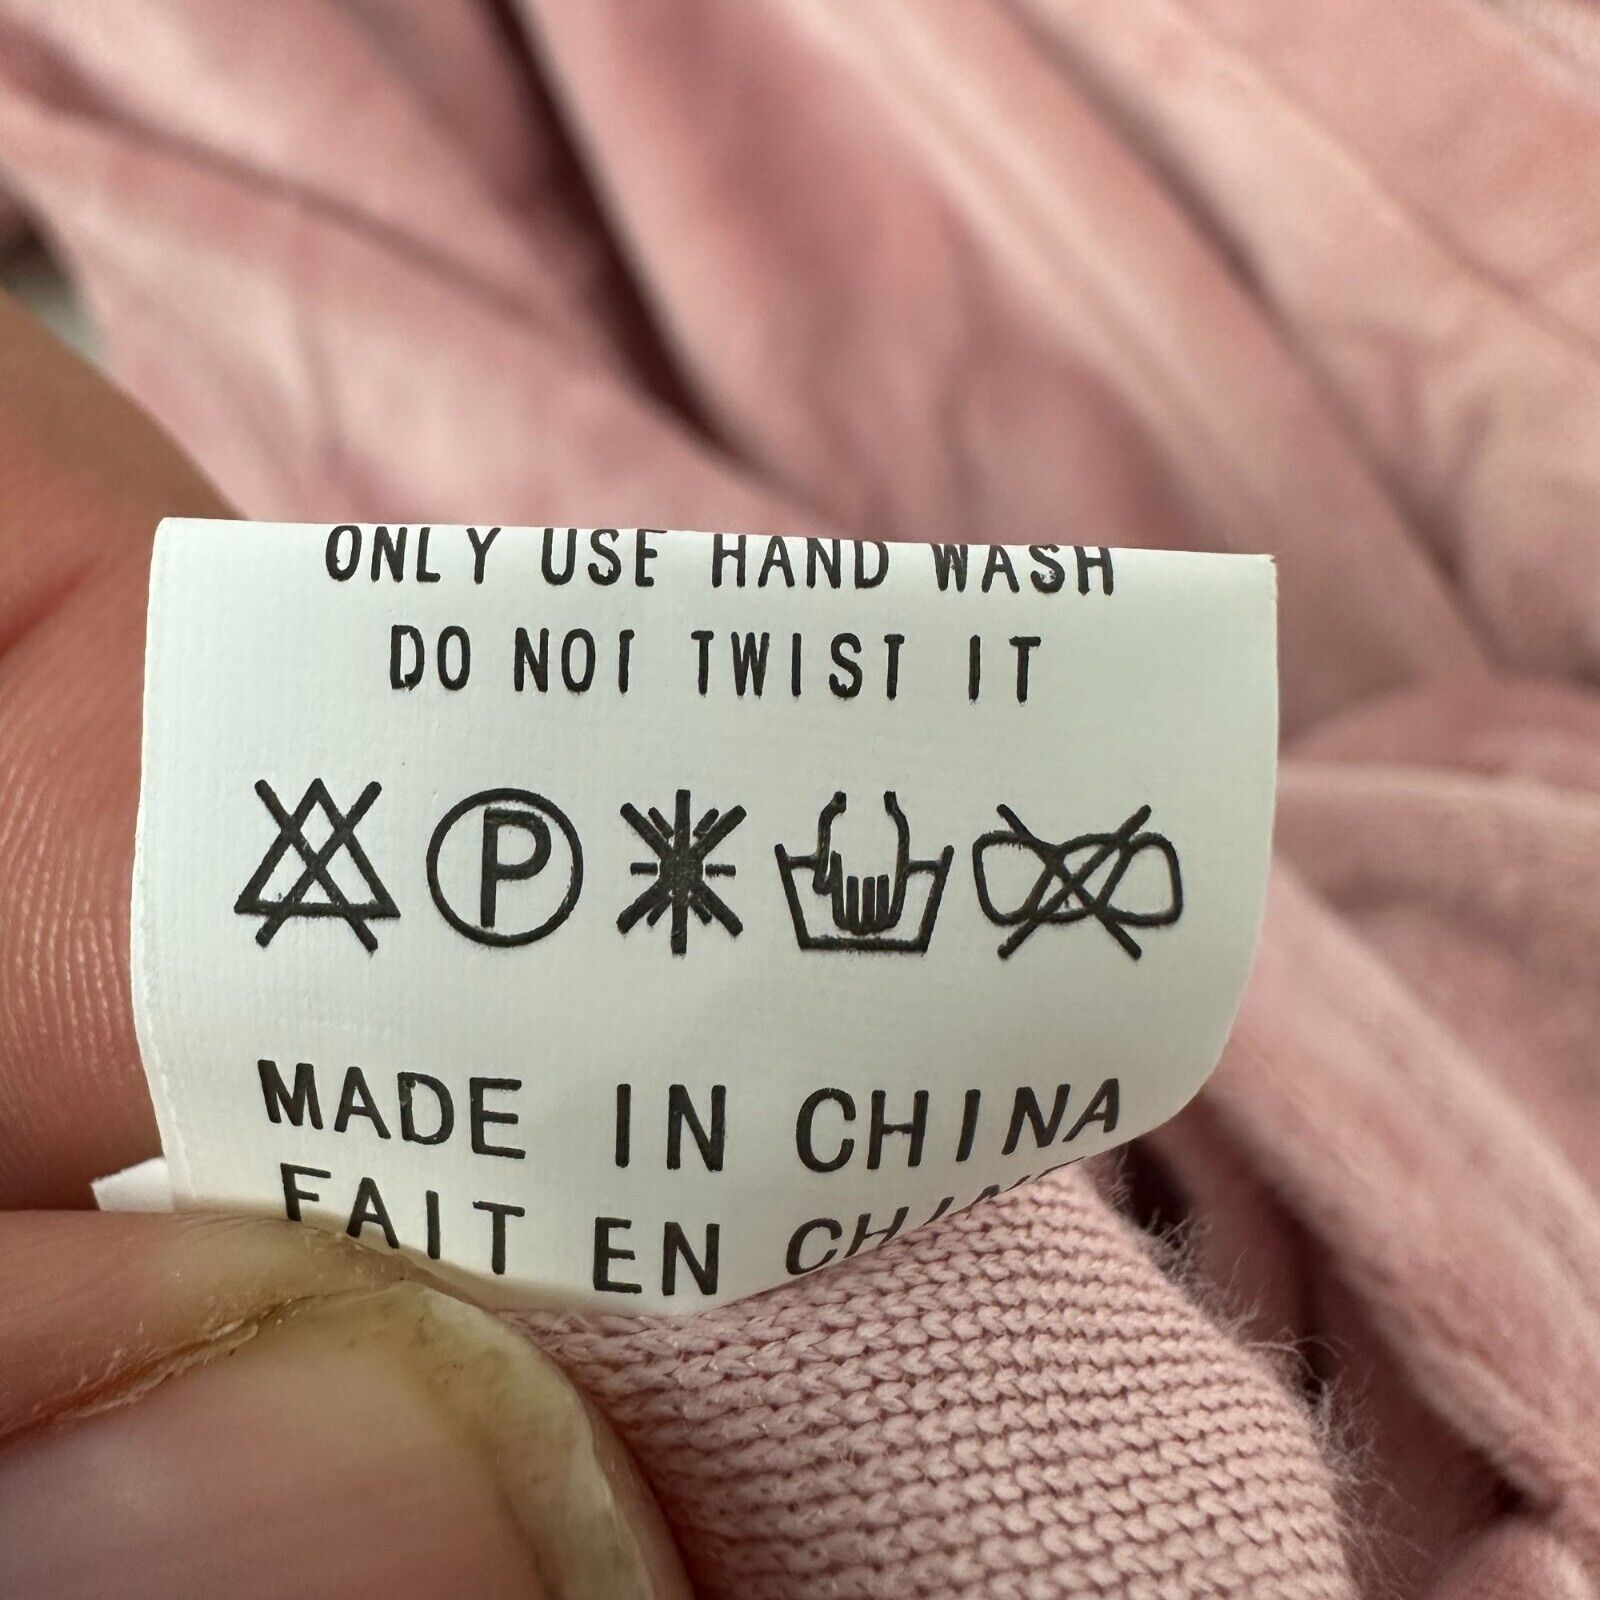 ONLY USE HAND WASH
DO NOT TWIST IT
P
MADE IN CHINA
FAIT EN